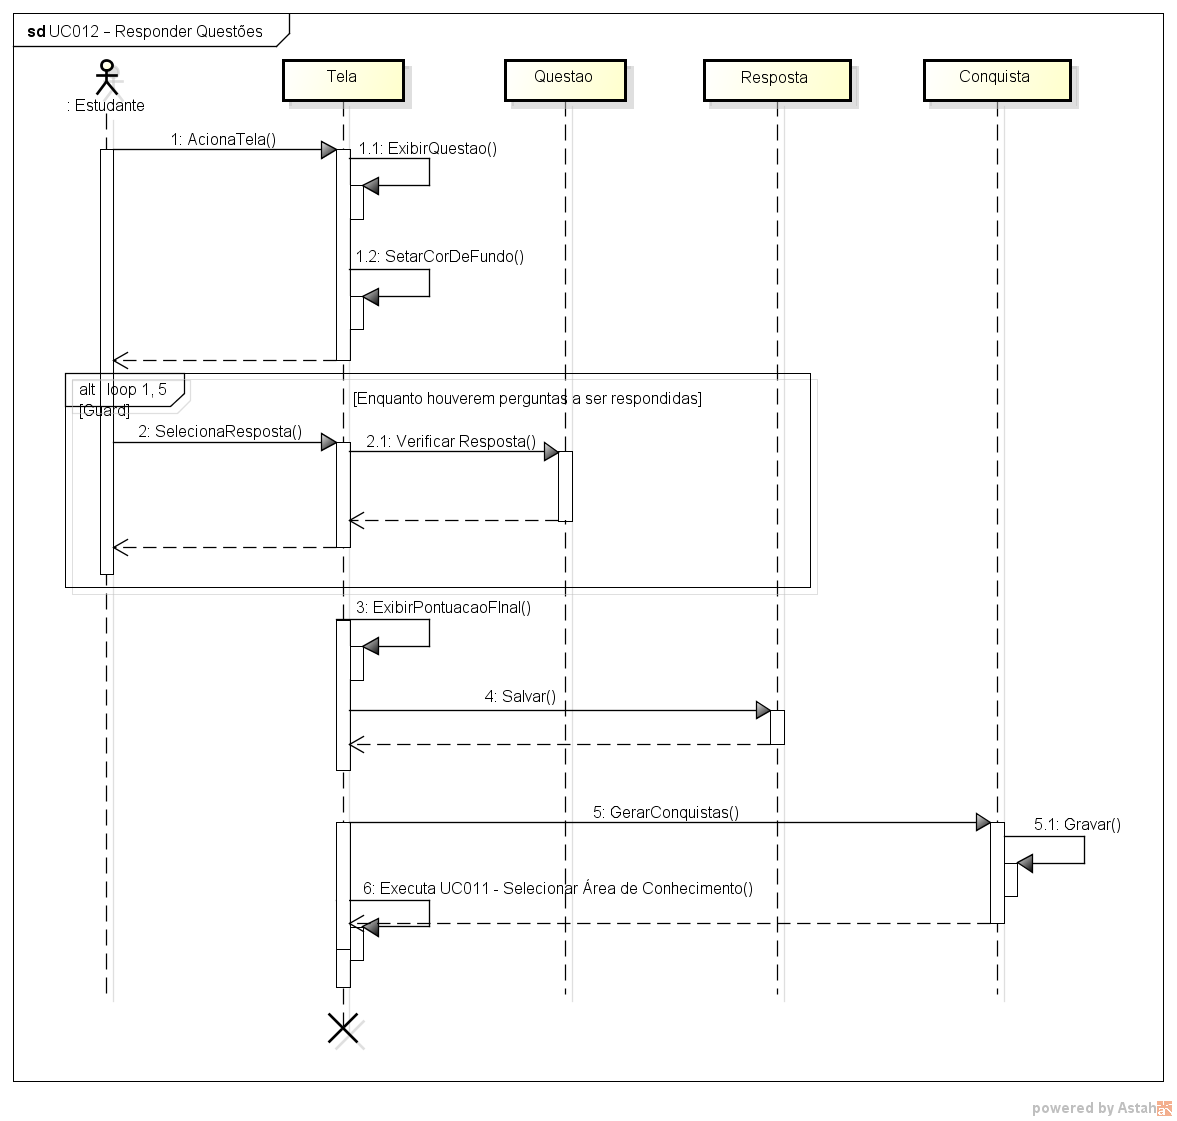 sd UC012 - Responder Questões
Tela
Questao
Resposta
Conquista
: Estudante
1: AcionaTela()
1.1: ExibirQuestao()
1.2: SetarCorDeFundo()
alt loop 1, 5
[Enquanto houverem perguntas a ser respondidas]
[Guard]
2: SelecionaResposta()
2.1: Verificar Resposta()
3: ExibirPontuacaoFInal()
4: Salvar()
5: GerarConquistas()
5.1: Gravar()
6: Executa UC011 - Selecionar Área de Conhecimento()
powered by Astah